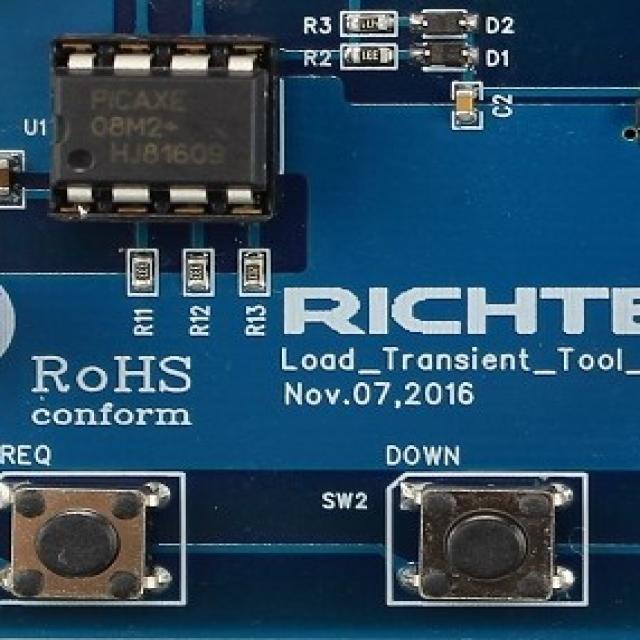 R3
D2
R2
D1
C2
U1
PICAXE
08M2+
HJ81609
R11
R12
R13
RICHTE
Load_Transient_Tool_
Nov.07,2016
RoHS
conform
REQ
DOWN
SW2